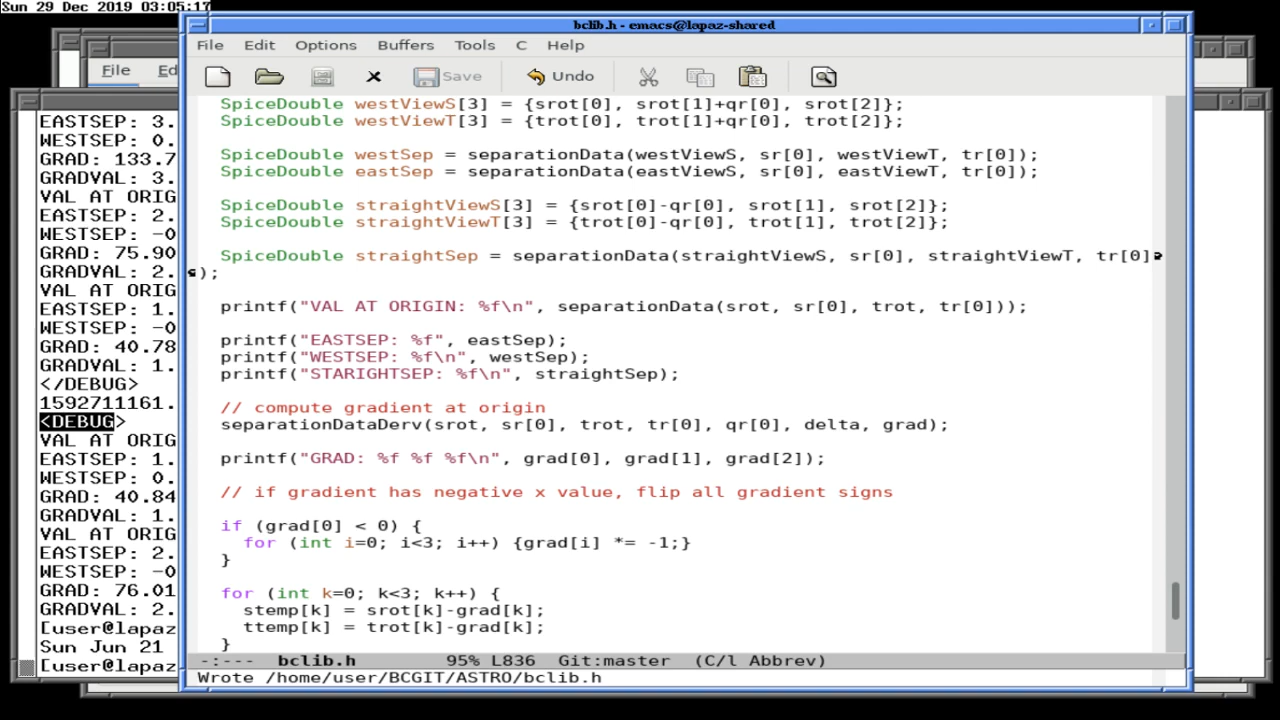 Sun 29 Dec 2019 03:05:17
bclib.h - emacs@lapaz-shared
File Edit Options Buffers Tools C Help
Save Undo
File Ed
SpiceDouble westViewS[3] = {srot[0], srot[1]+qr[0], srot[2]};
SpiceDouble westViewT[3] = {trot[0], trot[1]+qr[0], trot[2]};
SpiceDouble westSep = separationData(westViewS, sr[0], westViewT, tr[0]);
SpiceDouble eastSep = separationData(eastViewS, sr[0], eastViewT, tr[0]);
SpiceDouble straightViewS[3] = {srot[0]-qr[0], srot[1], srot[2]};
SpiceDouble straightViewT[3] = {trot[0]-qr[0], trot[1], trot[2]};
SpiceDouble straightSep = separationData(straightViewS, sr[0], straightViewT, tr[0]
);
printf("VAL AT ORIGIN: %f\n", separationData(srot, sr[0], trot, tr[0]));
printf("EASTSEP: %f", eastSep);
printf("WESTSEP: %f\n", westSep);
printf("STARIGHTSEP: %f\n", straightSep);
// compute gradient at origin
separationDataDerv(srot, sr[0], trot, tr[0], qr[0], delta, grad);
printf("GRAD: %f %f %f\n", grad[0], grad[1], grad[2]);
// if gradient has negative x value, flip all gradient signs
if (grad[0] < 0) {
for (int i=0; i<3; i++) {grad[i] *= -1;}
}
for (int k=0; k<3; k++) {
stemp[k] = srot[k]-grad[k];
ttemp[k] = trot[k]-grad[k];
}
-:--- bclib.h 95% L836 Git:master (C/l Abbrev)
Wrote /home/user/BCGIT/ASTRO/bclib.h
EASTSEP: 3.
WESTSEP: 0.
GRAD: 133.7
GRADVAL: 3.
VAL AT ORIG
EASTSEP: 2.
WESTSEP: -0
GRAD: 75.90
GRADVAL: 2.
VAL AT ORIG
EASTSEP: 1.
WESTSEP: -0
GRAD: 40.78
GRADVAL: 1.
</DEBUG>
1592711161.
<DEBUG>
VAL AT ORIG
EASTSEP: 1.
WESTSEP: 0.
GRAD: 40.84
GRADVAL: 1.
VAL AT ORIG
EASTSEP: 2.
WESTSEP: -0
GRAD: 76.01
GRADVAL: 2.
[user@lapaz
Sun Jun 21
[user@lapaz